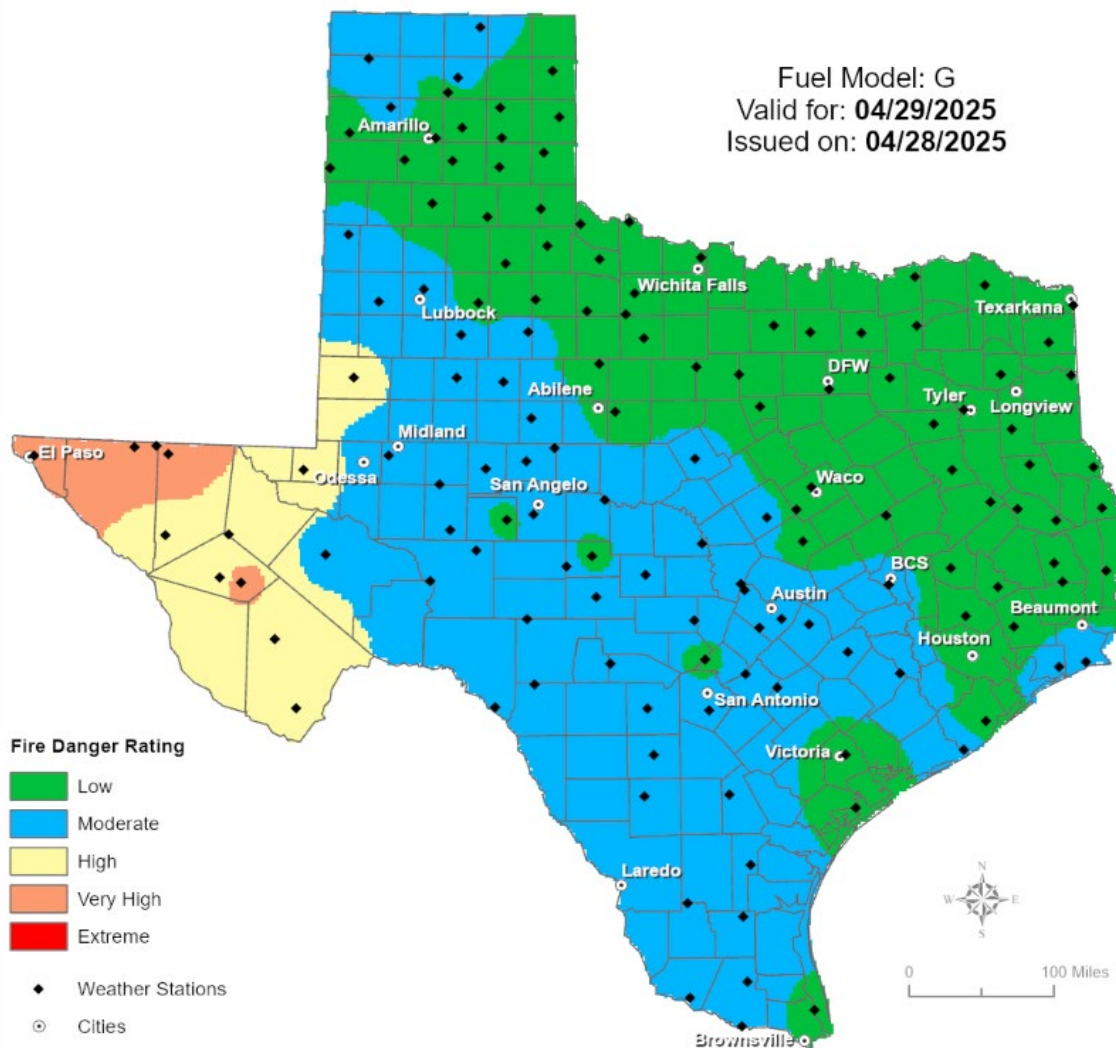 Fuel Model: G
Valid for: 04/29/2025
Issued on: 04/28/2025
Amarillo
Wichita Falls
Lubbock
Texarkana
DFW
Abilene
Tyler
Longview
El Paso
Midland
Odessa
San Angelo
Waco
BCS
Austin
Beaumont
Houston
San Antonio
Victoria
Laredo
Brownsville
Fire Danger Rating
Low
Moderate
High
Very High
Extreme
Weather Stations
Cities
N
W E
S
0 100 Miles